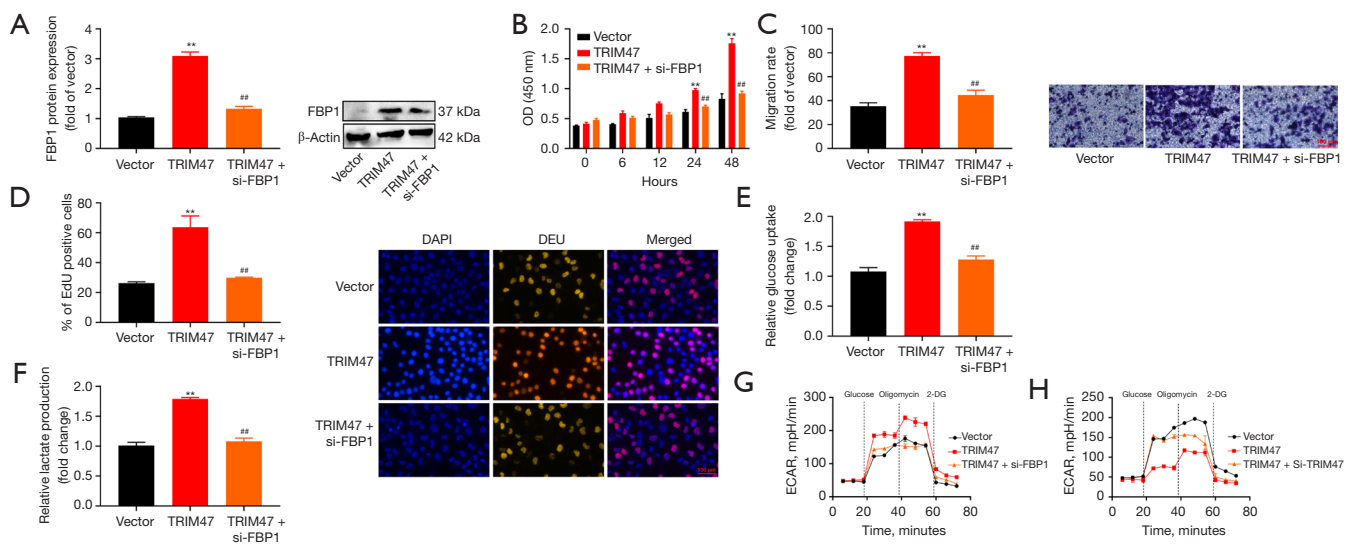 A
FBP1 protein expression
(fold of vector)
4
3
2
1
0
**
##
Vector
TRIM47
TRIM47 +
si-FBP1
FBP1
37 kDa
β-Actin
42 kDa
Vector
TRIM47
TRIM47 +
si-FBP1
B
OD (450 nm)
2.0
1.5
1.0
0.5
0.0
Vector
TRIM47
TRIM47 + si-FBP1
**
##
**
##
0
6
12
24
48
Hours
C
Migration rate
(fold of vector)
100
80
60
40
20
0
**
##
Vector
TRIM47
TRIM47 +
si-FBP1
100 μm
Vector
TRIM47
TRIM47 + si-FBP1
D
% of EdU positive cells
80
60
40
20
0
**
##
Vector
TRIM47
TRIM47 +
si-FBP1
DAPI
DEU
Merged
Vector
TRIM47
TRIM47 +
si-FBP1
100 μm
E
Relative glucose uptake
(fold change)
2.0
1.5
1.0
0.5
0.0
**
##
Vector
TRIM47
TRIM47 +
si-FBP1
F
Relative lactate production
(fold change)
2.0
1.5
1.0
0.5
0.0
**
##
Vector
TRIM47
TRIM47 +
si-FBP1
G
ECAR, mpH/min
300
200
100
0
Glucose
Oligomycin
2-DG
Vector
TRIM47
TRIM47 + si-FBP1
0
20
40
60
80
Time, minutes
H
ECAR, mpH/min
250
200
150
100
50
0
Glucose
Oligomycin
2-DG
Vector
TRIM47
TRIM47 + Si-TRIM47
0
20
40
60
80
Time, minutes